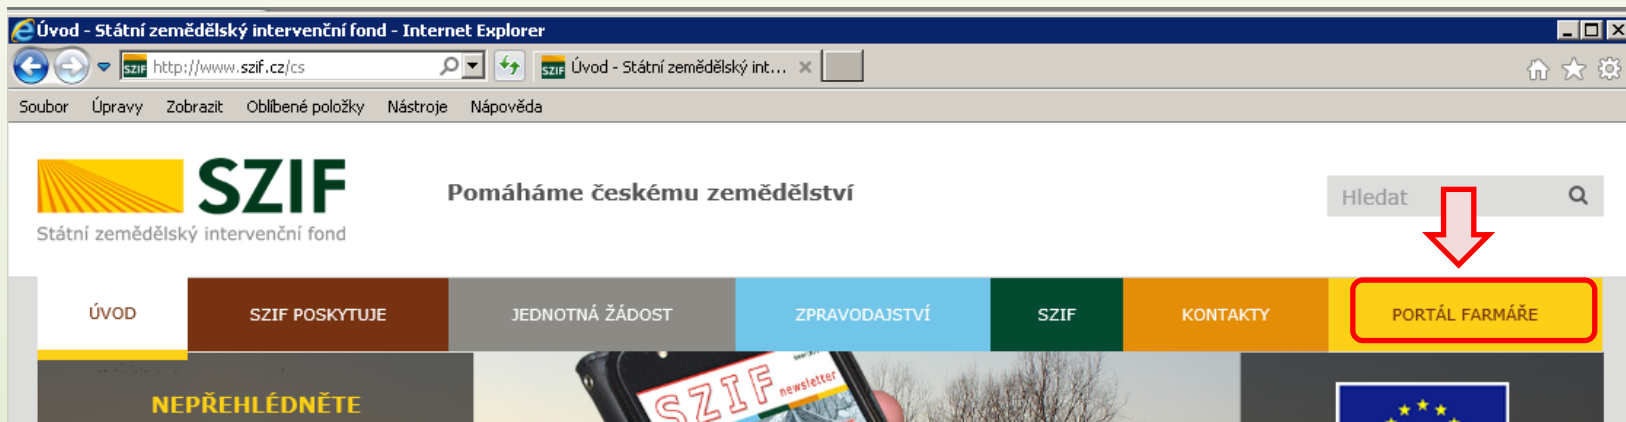 Úvod - Státní zemědělský intervenční fond - Internet Explorer
SZIF http://www.szif.cz/cs SZIF Úvod - Státní zemědělský int...
Soubor Úpravy Zobrazit Oblíbené položky Nástroje Nápověda
SZIF
Státní zemědělský intervenční fond
Pomáháme českému zemědělství
Hledat
ÚVOD SZIF POSKYTUJE JEDNOTNÁ ŽÁDOST ZPRAVODAJSTVÍ SZIF KONTAKTY PORTÁL FARMÁŘE
NEPŘEHLÉDNĚTE
SZIF newsletter